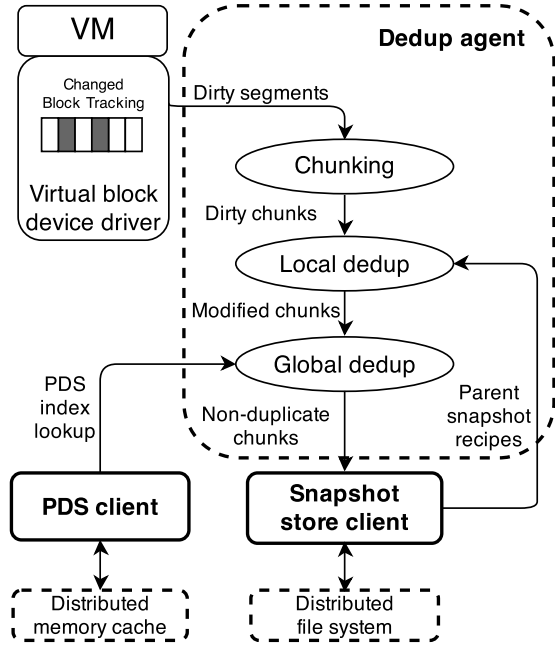 VM
Dedup agent
Changed
Block Tracking
Virtual block
device driver
Dirty segments
Chunking
Dirty chunks
Local dedup
Modified chunks
Global dedup
PDS
index
lookup
Non-duplicate
chunks
Parent
snapshot
recipes
PDS client
Snapshot
store client
Distributed
memory cache
Distributed
file system